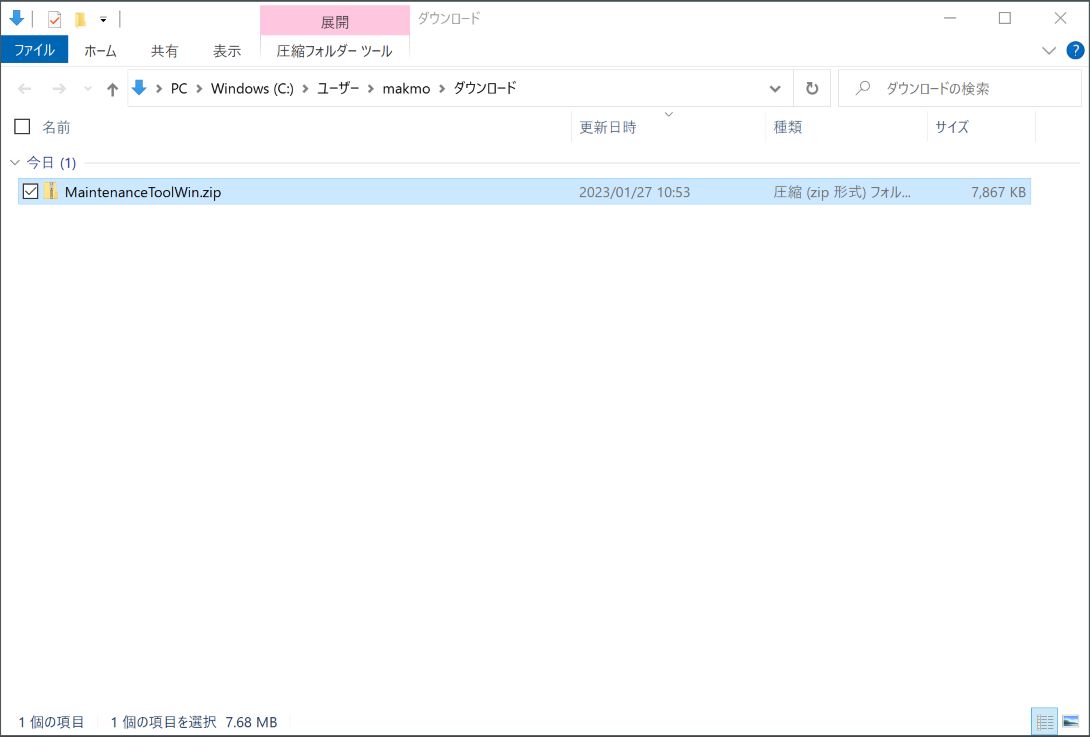 展開 ダウンロード
ファイル ホーム 共有 表示 圧縮フォルダー ツール ?
PC Windows (C:) ユーザー makmo ダウンロード ダウンロードの検索
名前 更新日時 種類 サイズ
今日 (1)
MaintenanceToolWin.zip 2023/01/27 10:53 圧縮 (zip 形式) フォル... 7,867 KB
1 個の項目 1 個の項目を選択 7.68 MB